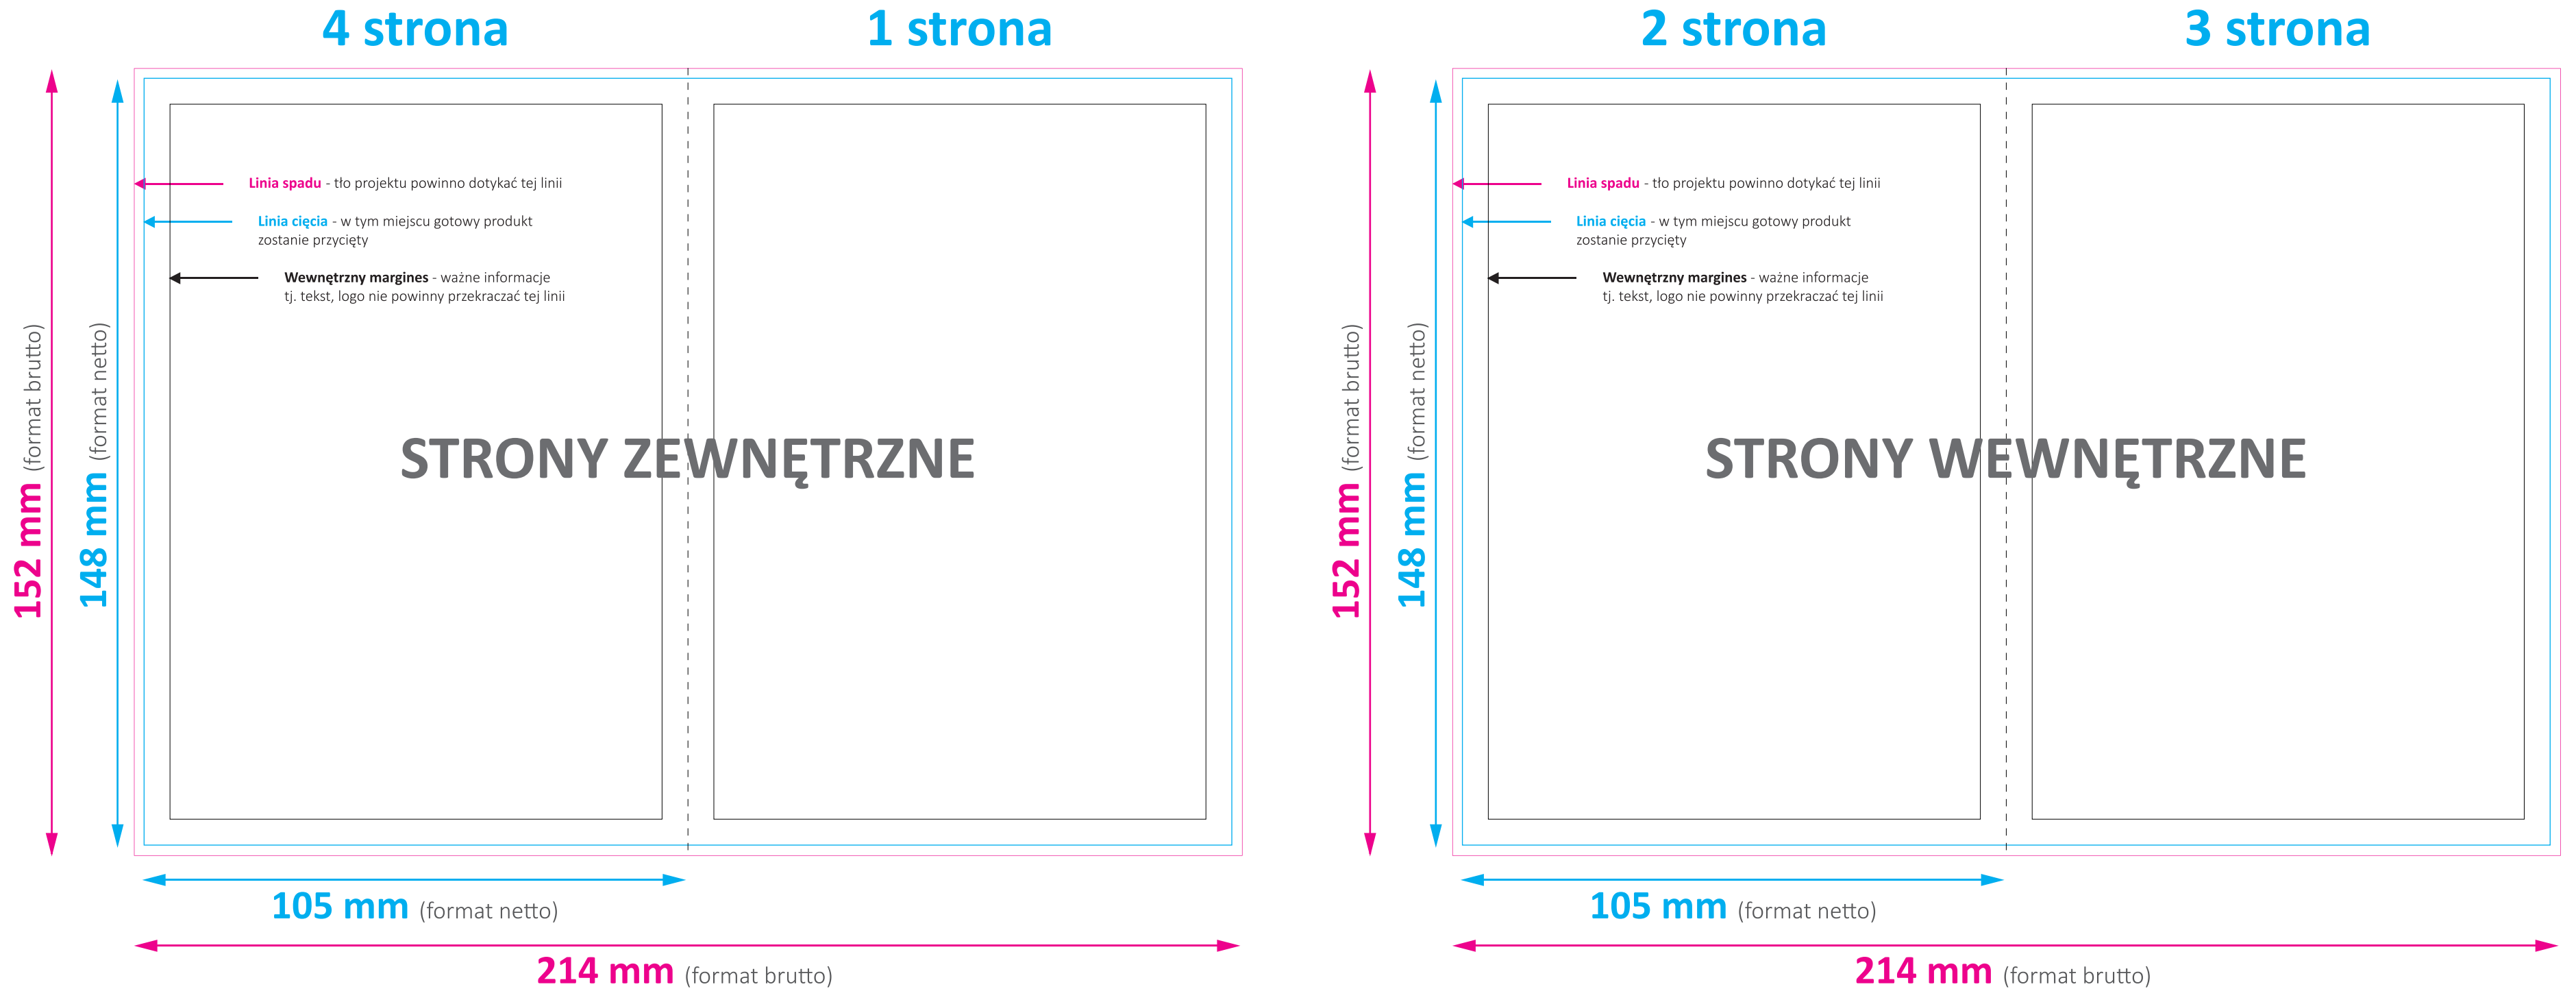 4 strona
1 strona
Linia spadu - tło projektu powinno dotykać tej linii
Linia cięcia - w tym miejscu gotowy produkt
zostanie przycięty
Wewnętrzny margines - ważne informacje
tj. tekst, logo nie powinny przekraczać tej linii
152 mm (format brutto)
148 mm (format netto)
STRONY ZEWNĘTRZNE
105 mm (format netto)
214 mm (format brutto)
2 strona
3 strona
Linia spadu - tło projektu powinno dotykać tej linii
Linia cięcia - w tym miejscu gotowy produkt
zostanie przycięty
Wewnętrzny margines - ważne informacje
tj. tekst, logo nie powinny przekraczać tej linii
152 mm (format brutto)
148 mm (format netto)
STRONY WEWNĘTRZNE
105 mm (format netto)
214 mm (format brutto)